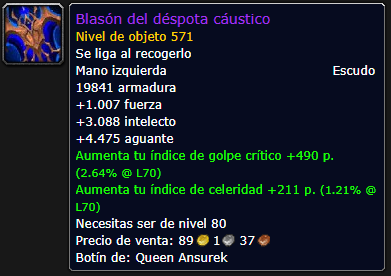 Blasón del déspota cáustico
Nivel de objeto 571
Se liga al recogerlo
Mano izquierda Escudo
19841 armadura
+1.007 fuerza
+3.088 intelecto
+4.475 aguante
Aumenta tu índice de golpe crítico +490 p.
(2.64% @ L70)
Aumenta tu índice de celeridad +211 p. (1.21% @
L70)
Necesitas ser de nivel 80
Precio de venta: 89 1 37
Botín de: Queen Ansurek